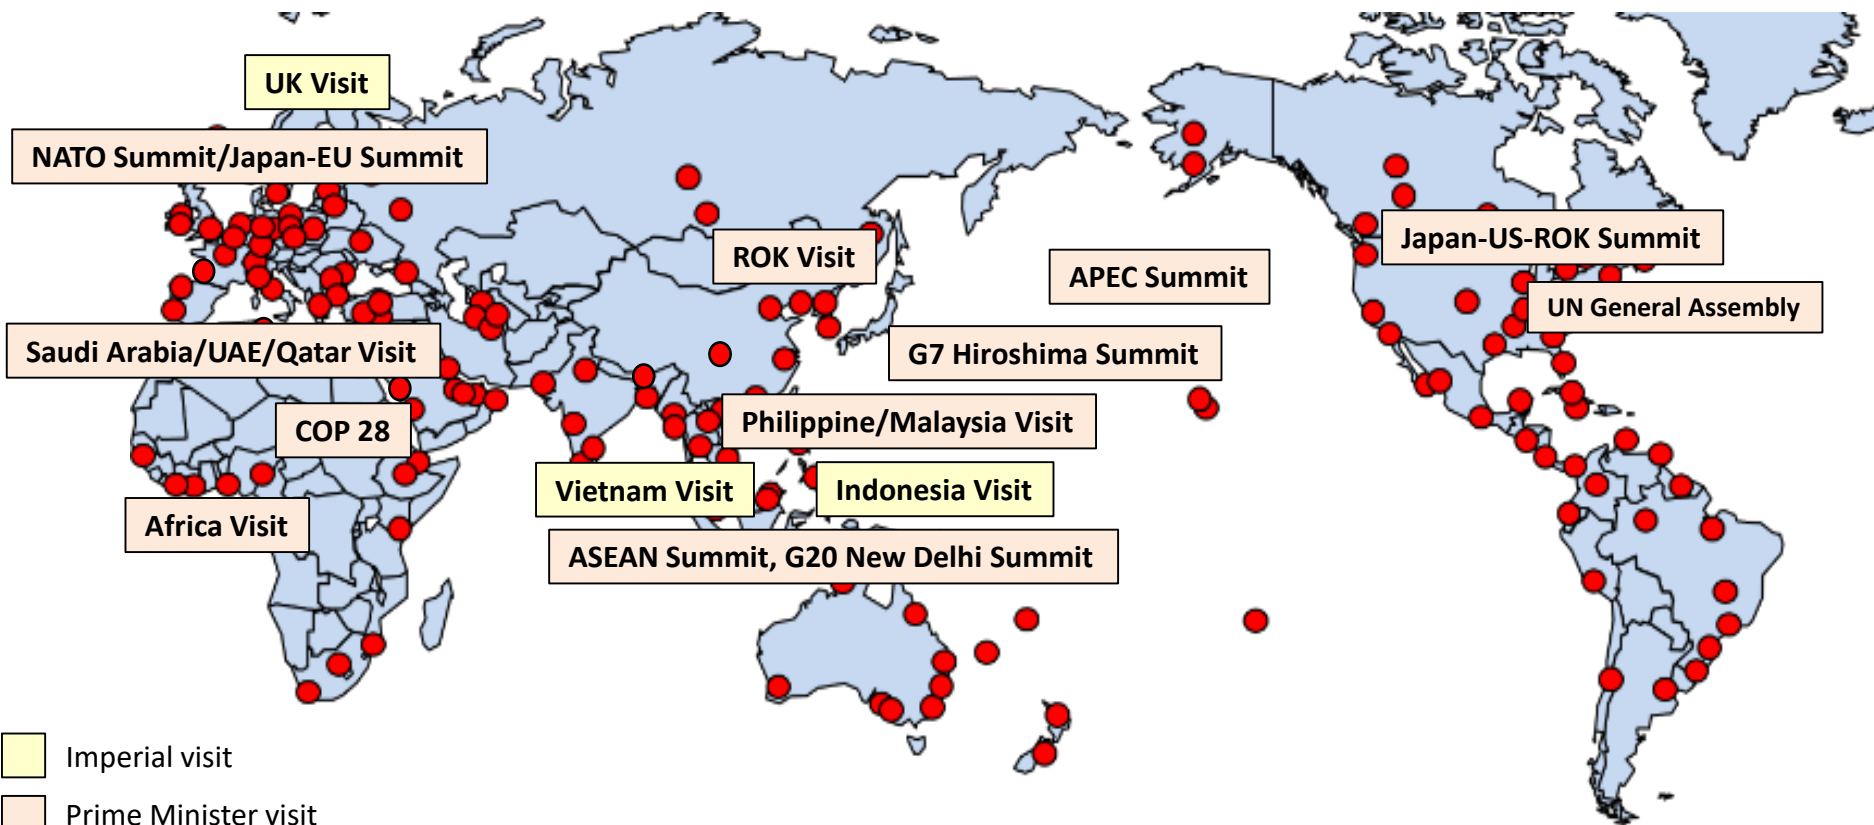 UK Visit
NATO Summit/Japan-EU Summit
ROK Visit
APEC Summit
Japan-US-ROK Summit
UN General Assembly
Saudi Arabia/UAE/Qatar Visit
G7 Hiroshima Summit
COP 28
Philippine/Malaysia Visit
Vietnam Visit
Indonesia Visit
Africa Visit
ASEAN Summit, G20 New Delhi Summit
Imperial visit
Prime Minister visit